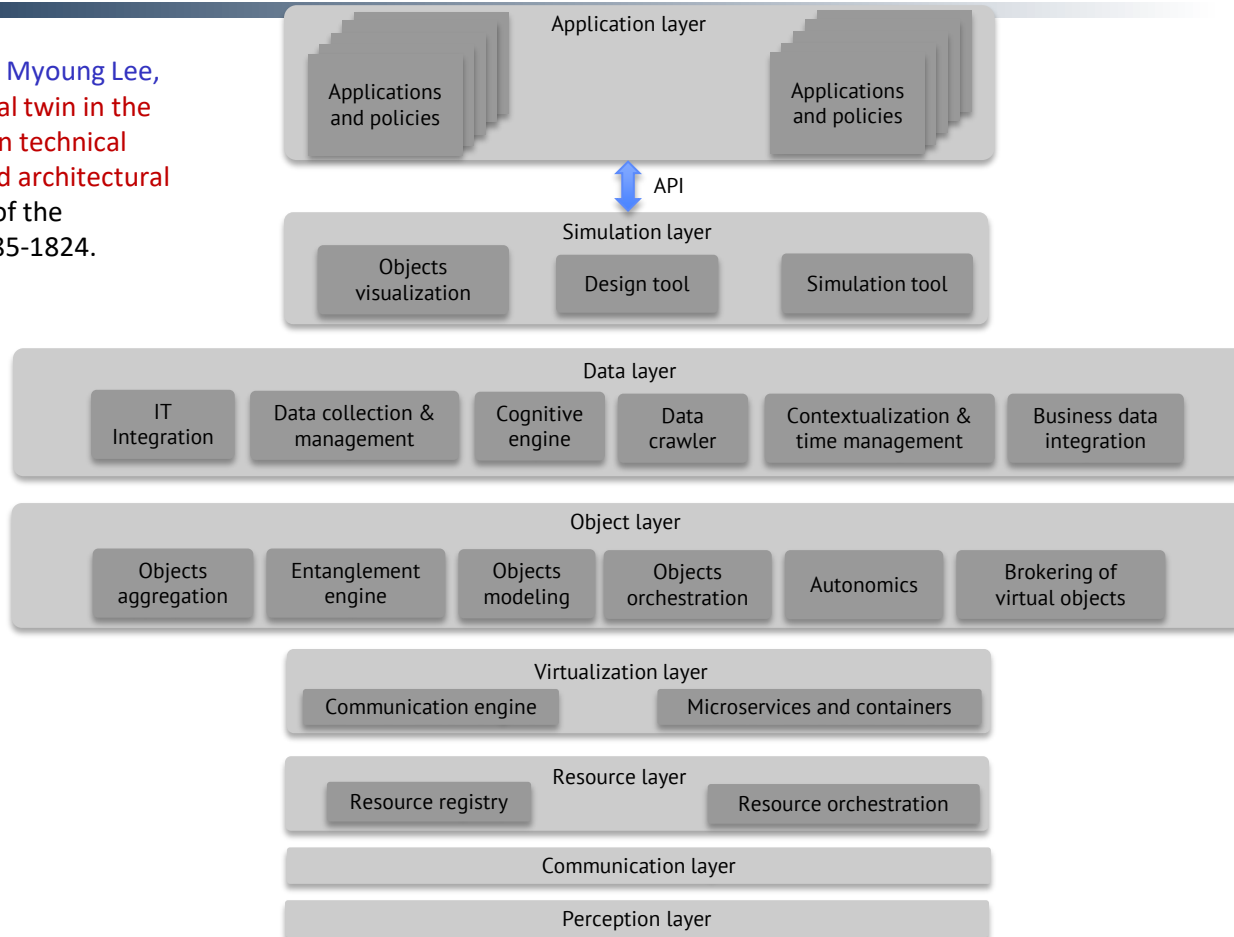 Myoung Lee,
al twin in the
n technical
d architectural
of the
35-1824.
Application layer
Applications
and policies
Applications
and policies
API
Simulation layer
Objects
visualization
Design tool
Simulation tool
Data layer
IT
Integration
Data collection &
management
Cognitive
engine
Data
crawler
Contextualization &
time management
Business data
integration
Object layer
Objects
aggregation
Entanglement
engine
Objects
modeling
Objects
orchestration
Autonomics
Brokering of
virtual objects
Virtualization layer
Communication engine
Microservices and containers
Resource layer
Resource registry
Resource orchestration
Communication layer
Perception layer